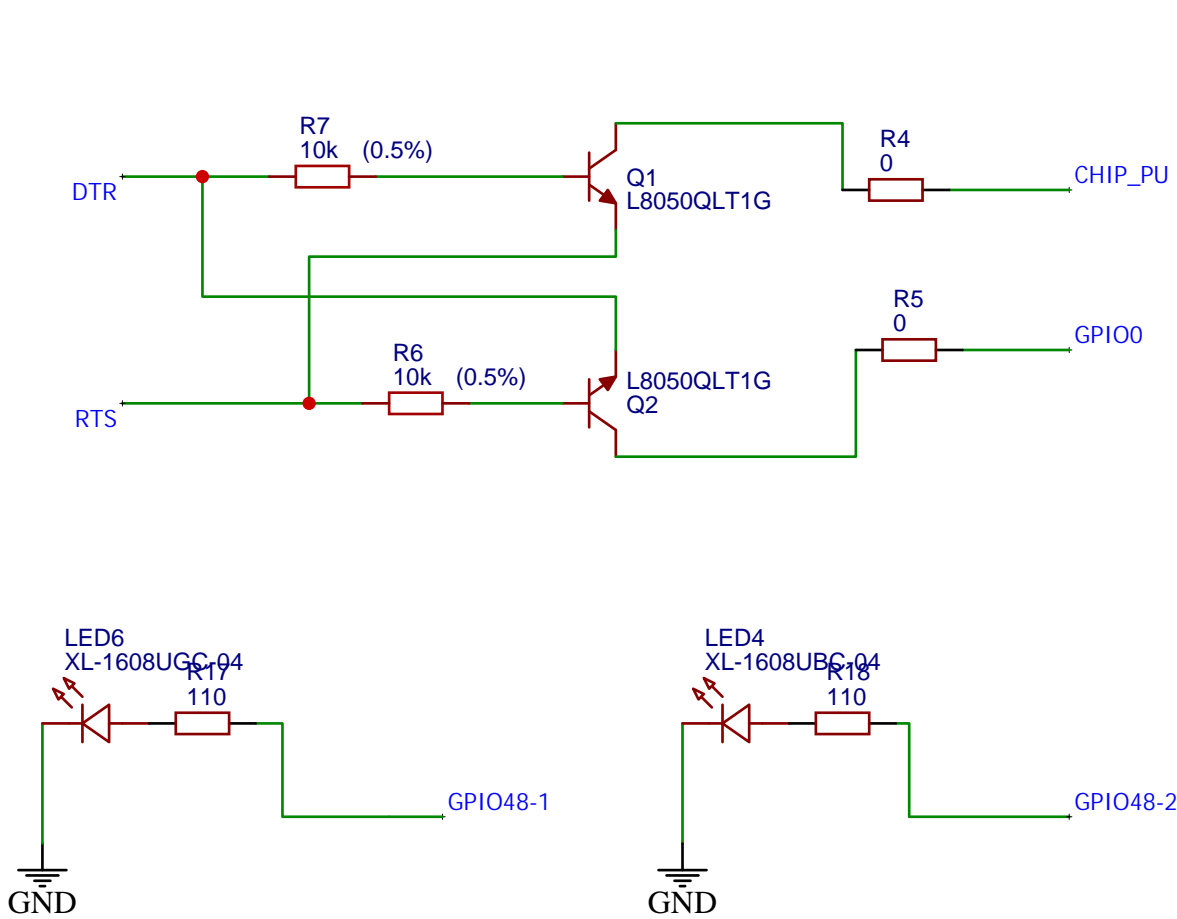 R7
10k (0.5%)
DTR
Q1
L8050QLT1G
R4
0
CHIP_PU
R5
0
GPIO0
R6
10k (0.5%)
L8050QLT1G
Q2
RTS
LED6
XL-1608UGC-04
R17
110
GPIO48-1
GND
LED4
XL-1608UBC-04
R18
110
GPIO48-2
GND